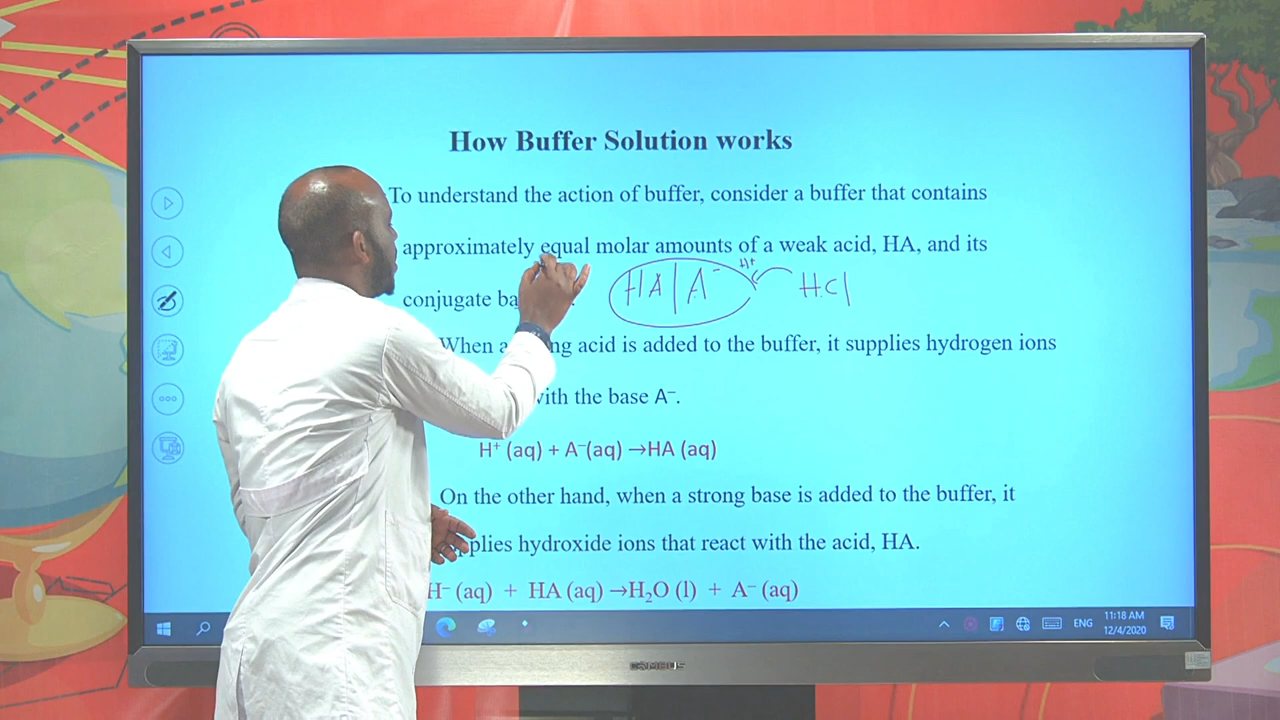 How Buffer Solution works
To understand the action of buffer, consider a buffer that contains
approximately equal molar amounts of a weak acid, HA, and its
conjugate
HA | A⁻ H+ HCl
When acid is added to the buffer, it supplies hydrogen ions
the base A⁻.
H⁺ (aq) + A⁻(aq) →HA (aq)
On the other hand, when a strong base is added to the buffer, it
hydroxide ions that react with the acid, HA.
(aq) + HA (aq) →H₂O (l) + A⁻ (aq)
ENG
11:18 AM
12/4/2020